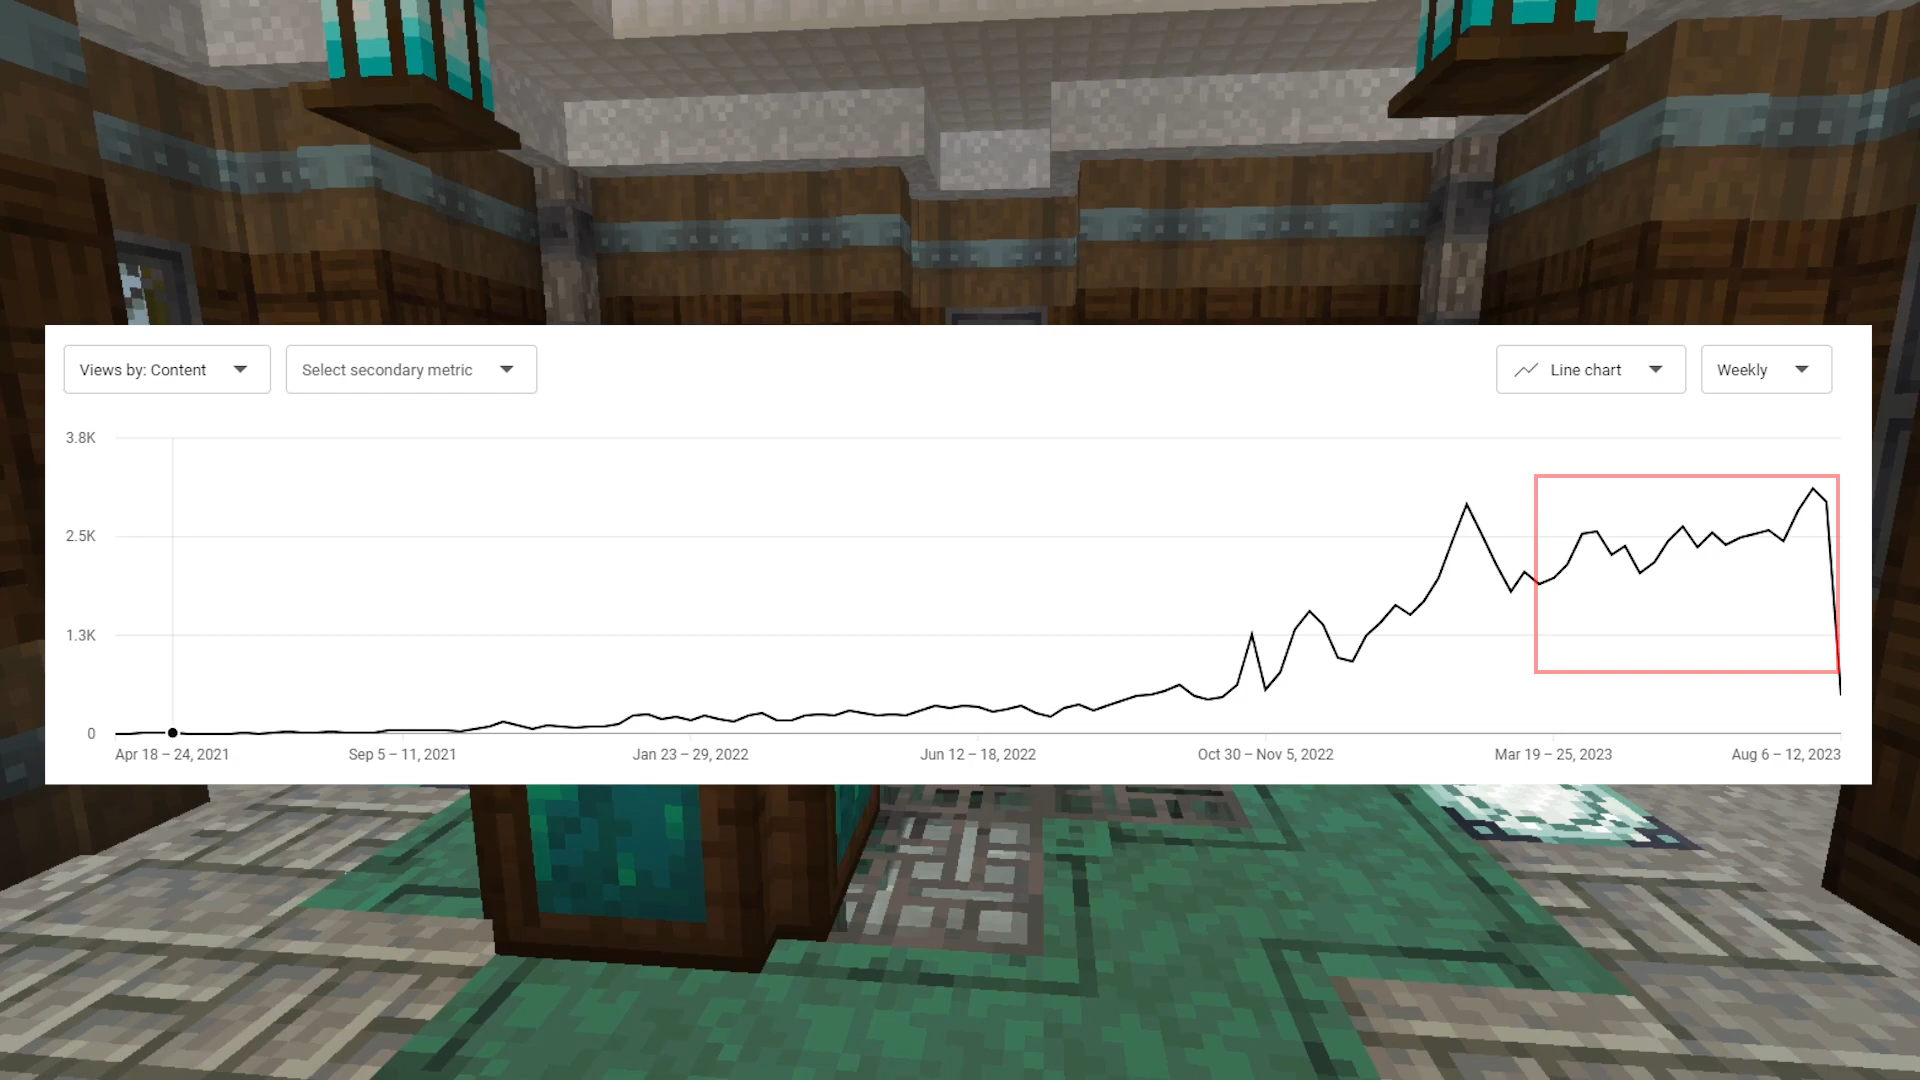 Views by: Content
Select secondary metric
Line chart
Weekly
3.8K
2.5K
1.3K
0
Apr 18 – 24, 2021
Sep 5 – 11, 2021
Jan 23 – 29, 2022
Jun 12 – 18, 2022
Oct 30 – Nov 5, 2022
Mar 19 – 25, 2023
Aug 6 – 12, 2023